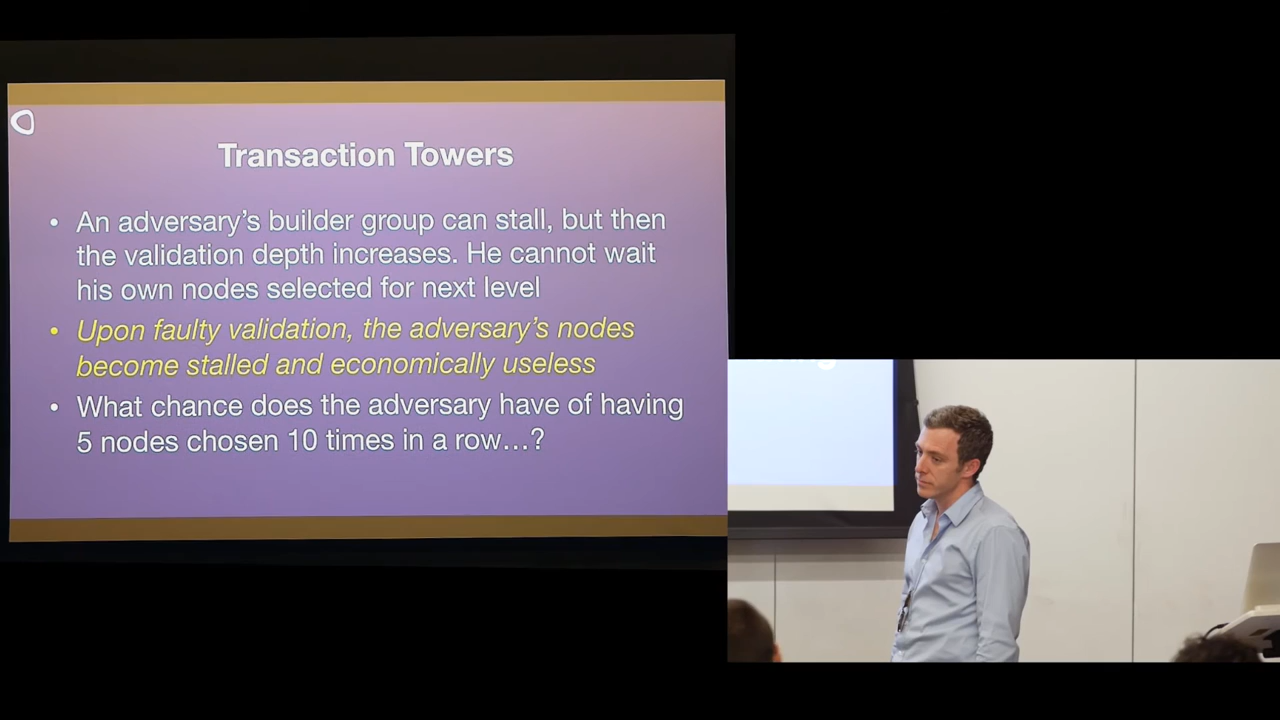 Transaction Towers
• An adversary’s builder group can stall, but then
the validation depth increases. He cannot wait
his own nodes selected for next level
• Upon faulty validation, the adversary’s nodes
become stalled and economically useless
• What chance does the adversary have of having
5 nodes chosen 10 times in a row…?